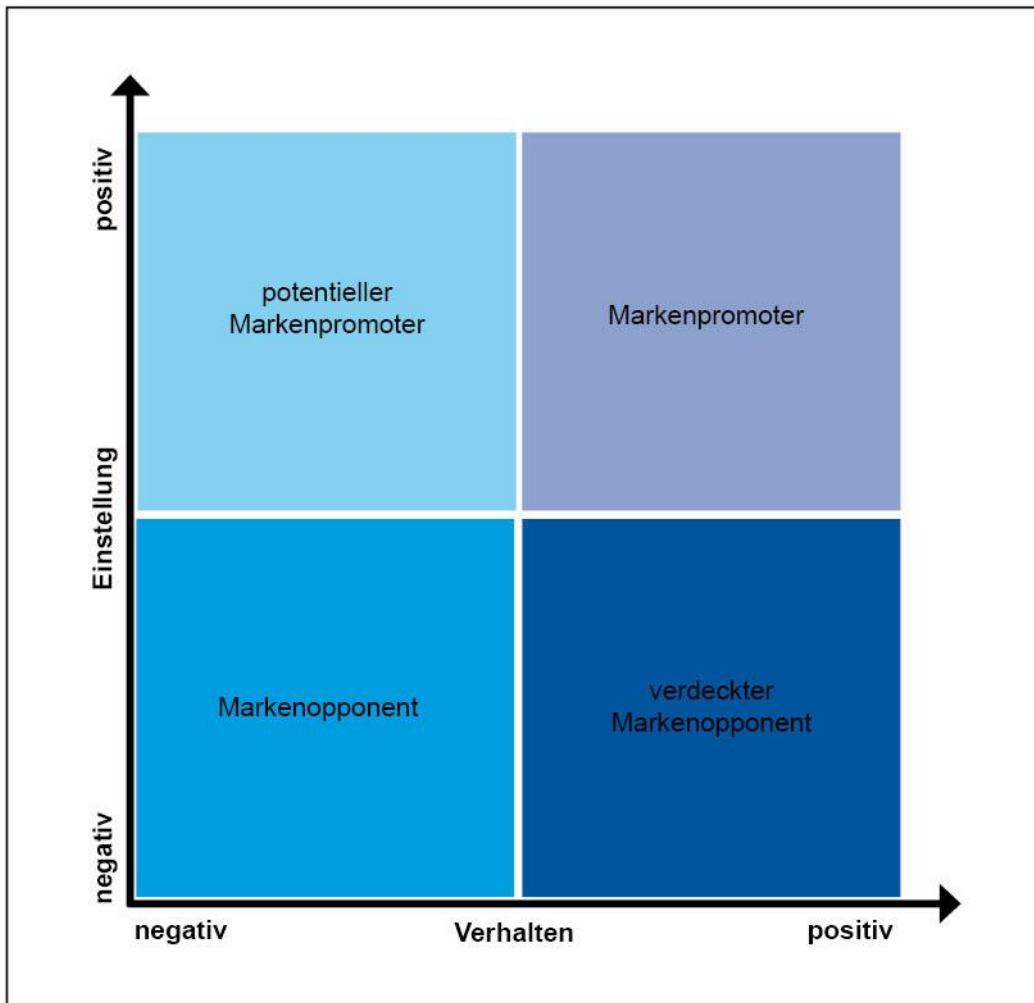 positiv
potentieller
Markenpromoter
Markenpromoter
Einstellung
Markenopponent
verdeckter
Markenopponent
negativ
negativ
Verhalten
positiv